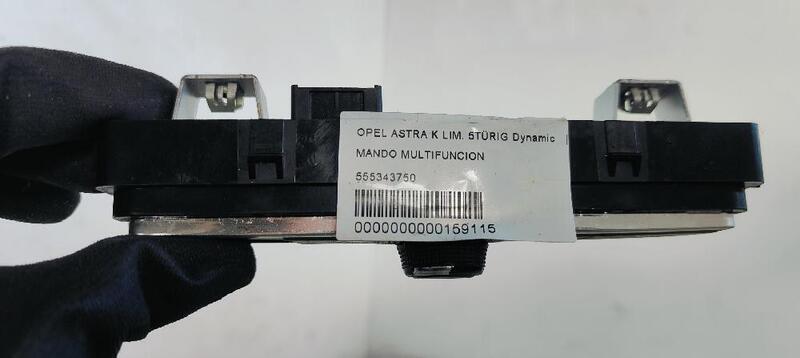 OPEL ASTRA K LIM. 5TÜRIG Dynamic
MANDO MULTIFUNCION
555343750
0000000000159115